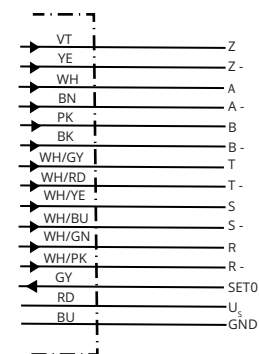 VT Z
YE Z -
WH A
BN A -
PK B
BK B -
WH/GY T
WH/RD T -
WH/YE S
WH/BU S -
WH/GN R
WH/PK R -
GY SET0
RD Us
BU GND